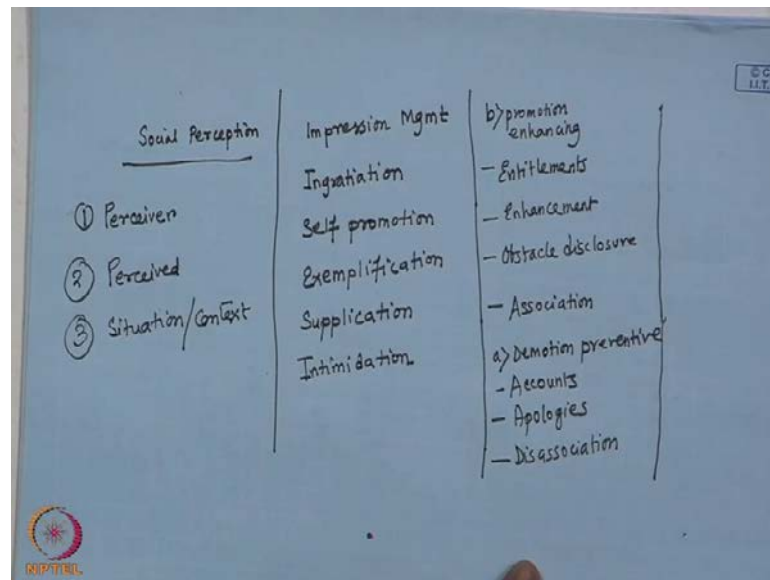 Social Perception
① Perceiver
② Perceived
③ Situation/Context
Impression Mgmt
Ingratiation
Self promotion
Exemplification
Supplication
Intimidation
b) promotion
enhancing
- Entitlements
- Enhancement
- Obstacle disclosure
- Association
a) Demotion preventive
- Accounts
- Apologies
- Disassociation
© C
I.I.T.
NPTEL